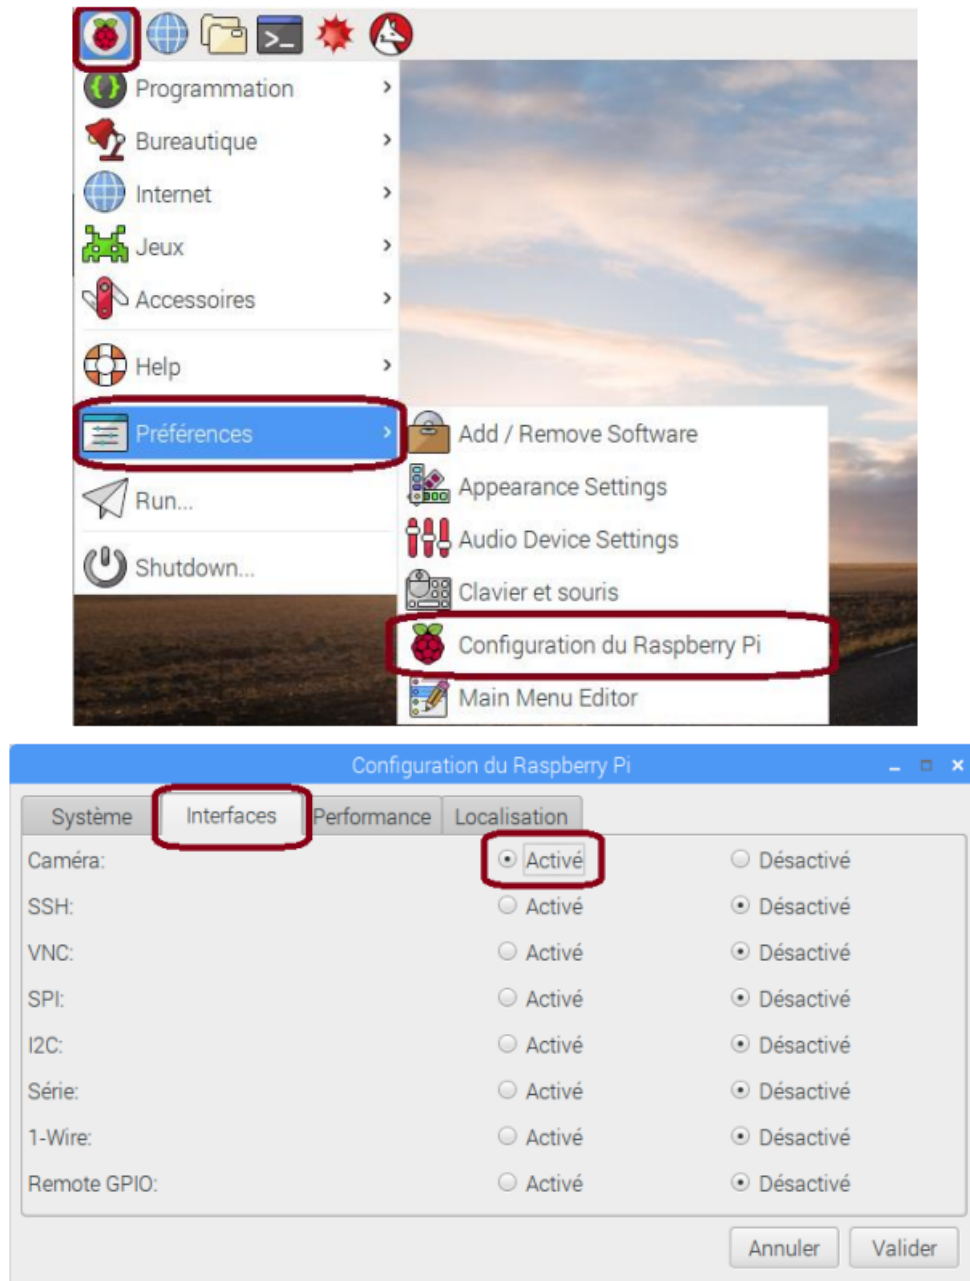 Programmation
Bureautique
Internet
Jeux
Accessoires
Help
Préférences
Run...
Shutdown...
Add / Remove Software
Appearance Settings
Audio Device Settings
Clavier et souris
Configuration du Raspberry Pi
Main Menu Editor
Configuration du Raspberry Pi
Système Interfaces Performance Localisation
Caméra: Activé Désactivé
SSH: Activé Désactivé
VNC: Activé Désactivé
SPI: Activé Désactivé
I2C: Activé Désactivé
Série: Activé Désactivé
1-Wire: Activé Désactivé
Remote GPIO: Activé Désactivé
Annuler Valider